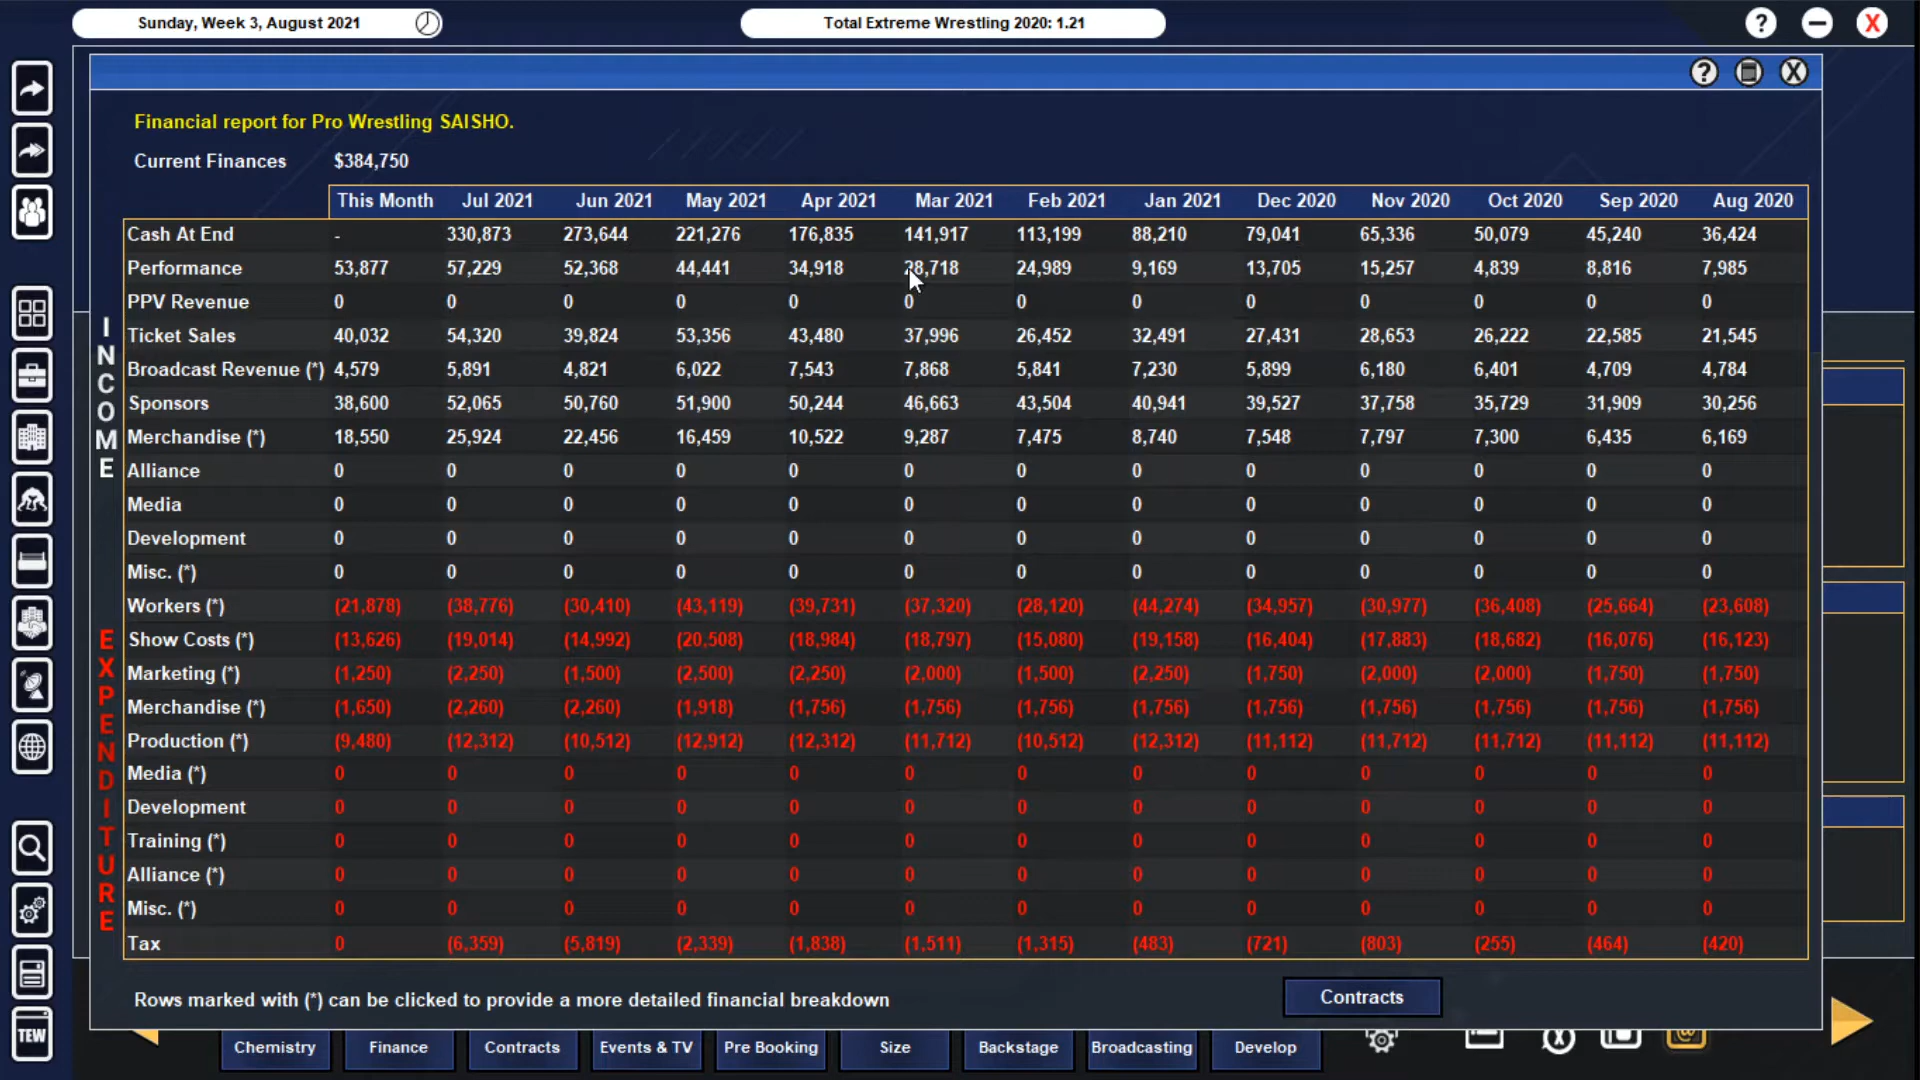 Sunday, Week 3, August 2021
Total Extreme Wrestling 2020: 1.21
? X
? X
Financial report for Pro Wrestling SAISHO.
Current Finances $384,750
This Month Jul 2021 Jun 2021 May 2021 Apr 2021 Mar 2021 Feb 2021 Jan 2021 Dec 2020 Nov 2020 Oct 2020 Sep 2020 Aug 2020
INCOME
Cash At End - 330,873 273,644 221,276 176,835 141,917 113,199 88,210 79,041 65,336 50,079 45,240 36,424
Performance 53,877 57,229 52,368 44,441 34,918 28,718 24,989 9,169 13,705 15,257 4,839 8,816 7,985
PPV Revenue 0 0 0 0 0 0 0 0 0 0 0 0 0
Ticket Sales 40,032 54,320 39,824 53,356 43,480 37,996 26,452 32,491 27,431 28,653 26,222 22,585 21,545
Broadcast Revenue (*) 4,579 5,891 4,821 6,022 7,543 7,868 5,841 7,230 5,899 6,180 6,401 4,709 4,784
Sponsors 38,600 52,065 50,760 51,900 50,244 46,663 43,504 40,941 39,527 37,758 35,729 31,909 30,256
Merchandise (*) 18,550 25,924 22,456 16,459 10,522 9,287 7,475 8,740 7,548 7,797 7,300 6,435 6,169
Alliance 0 0 0 0 0 0 0 0 0 0 0 0 0
Media 0 0 0 0 0 0 0 0 0 0 0 0 0
Development 0 0 0 0 0 0 0 0 0 0 0 0 0
Misc. (*) 0 0 0 0 0 0 0 0 0 0 0 0 0
EXPENDITURE
Workers (*) (21,878) (38,776) (30,410) (43,119) (39,731) (37,320) (28,120) (44,274) (34,957) (30,977) (36,408) (25,664) (23,608)
Show Costs (*) (13,626) (19,014) (14,992) (20,508) (18,984) (18,797) (15,080) (19,158) (16,404) (17,883) (18,682) (16,076) (16,123)
Marketing (*) (1,250) (2,250) (1,500) (2,500) (2,250) (2,000) (1,500) (2,250) (1,750) (2,000) (2,000) (1,750) (1,750)
Merchandise (*) (1,650) (2,260) (2,260) (1,918) (1,756) (1,756) (1,756) (1,756) (1,756) (1,756) (1,756) (1,756) (1,756)
Production (*) (9,480) (12,312) (10,512) (12,912) (12,312) (11,712) (10,512) (12,312) (11,112) (11,712) (11,712) (11,112) (11,112)
Media (*) 0 0 0 0 0 0 0 0 0 0 0 0 0
Development 0 0 0 0 0 0 0 0 0 0 0 0 0
Training (*) 0 0 0 0 0 0 0 0 0 0 0 0 0
Alliance (*) 0 0 0 0 0 0 0 0 0 0 0 0 0
Misc. (*) 0 0 0 0 0 0 0 0 0 0 0 0 0
Tax 0 (6,359) (5,819) (2,339) (1,838) (1,511) (1,315) (483) (721) (803) (255) (464) (420)
Rows marked with (*) can be clicked to provide a more detailed financial breakdown
Contracts
TEW
Chemistry Finance Contracts Events & TV Pre Booking Size Backstage Broadcasting Develop